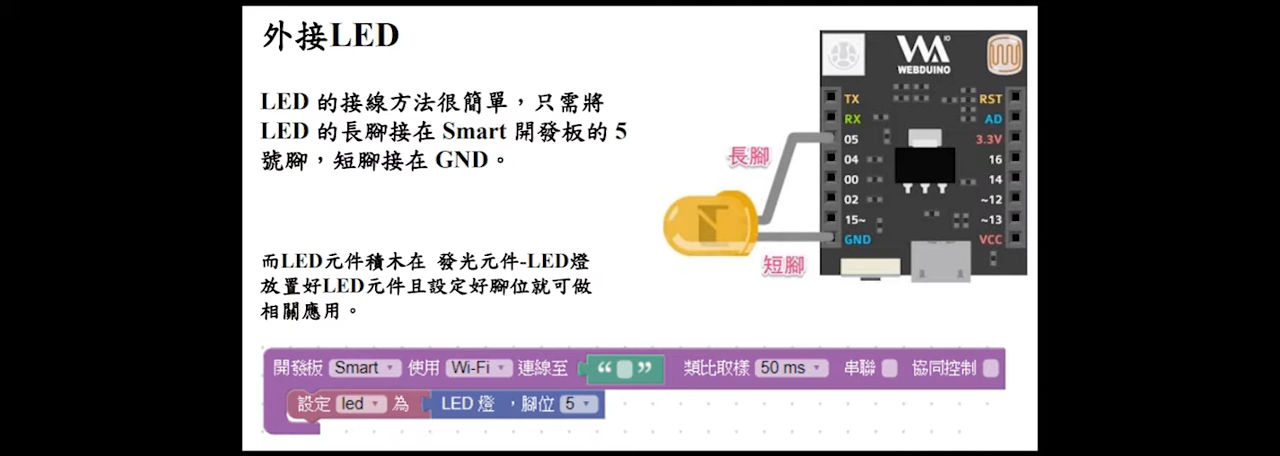 外接LED
LED 的接線方法很簡單，只需將
LED 的長腳接在 Smart 開發板的 5
號腳，短腳接在 GND。
而LED元件積木在 發光元件-LED燈
放置好LED元件且設定好腳位就可做
相關應用。
長腳
短腳
WEBDUINO
IO
TX
RX
05
04
00
02
15~
GND
RST
AD
3.3V
16
14
~12
~13
VCC
開發板 Smart 使用 Wi-Fi 連線至 “ ” 類比取樣 50 ms 串聯 協同控制
設定 led 為 LED 燈 ，腳位 5